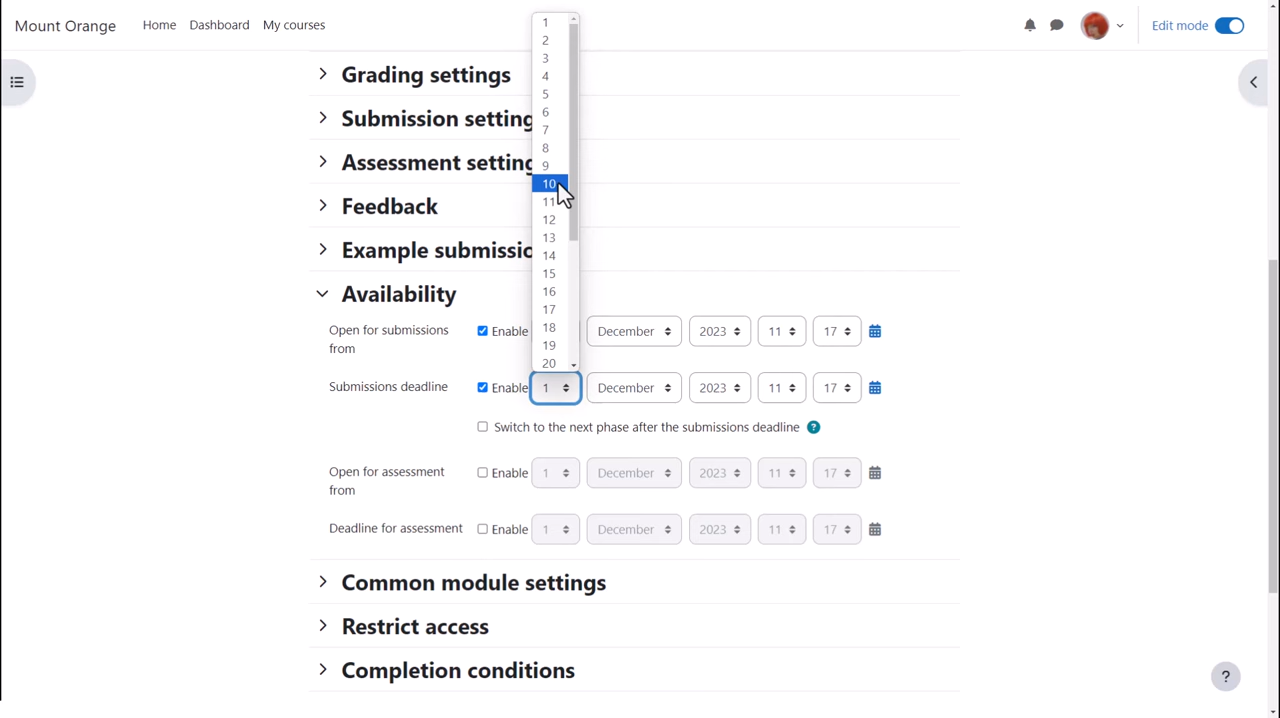 Mount Orange Home Dashboard My courses Edit mode
1
2
3
4
5
6
7
8
9
10
11
12
13
14
15
16
17
18
19
20
Grading settings
Submission setting
Assessment setting
Feedback
Example submissio
Availability
Open for submissions
from
Enable December 2023 11 17
Submissions deadline Enable 1 December 2023 11 17
Switch to the next phase after the submissions deadline ?
Open for assessment
from
Enable 1 December 2023 11 17
Deadline for assessment Enable 1 December 2023 11 17
Common module settings
Restrict access
Completion conditions
?